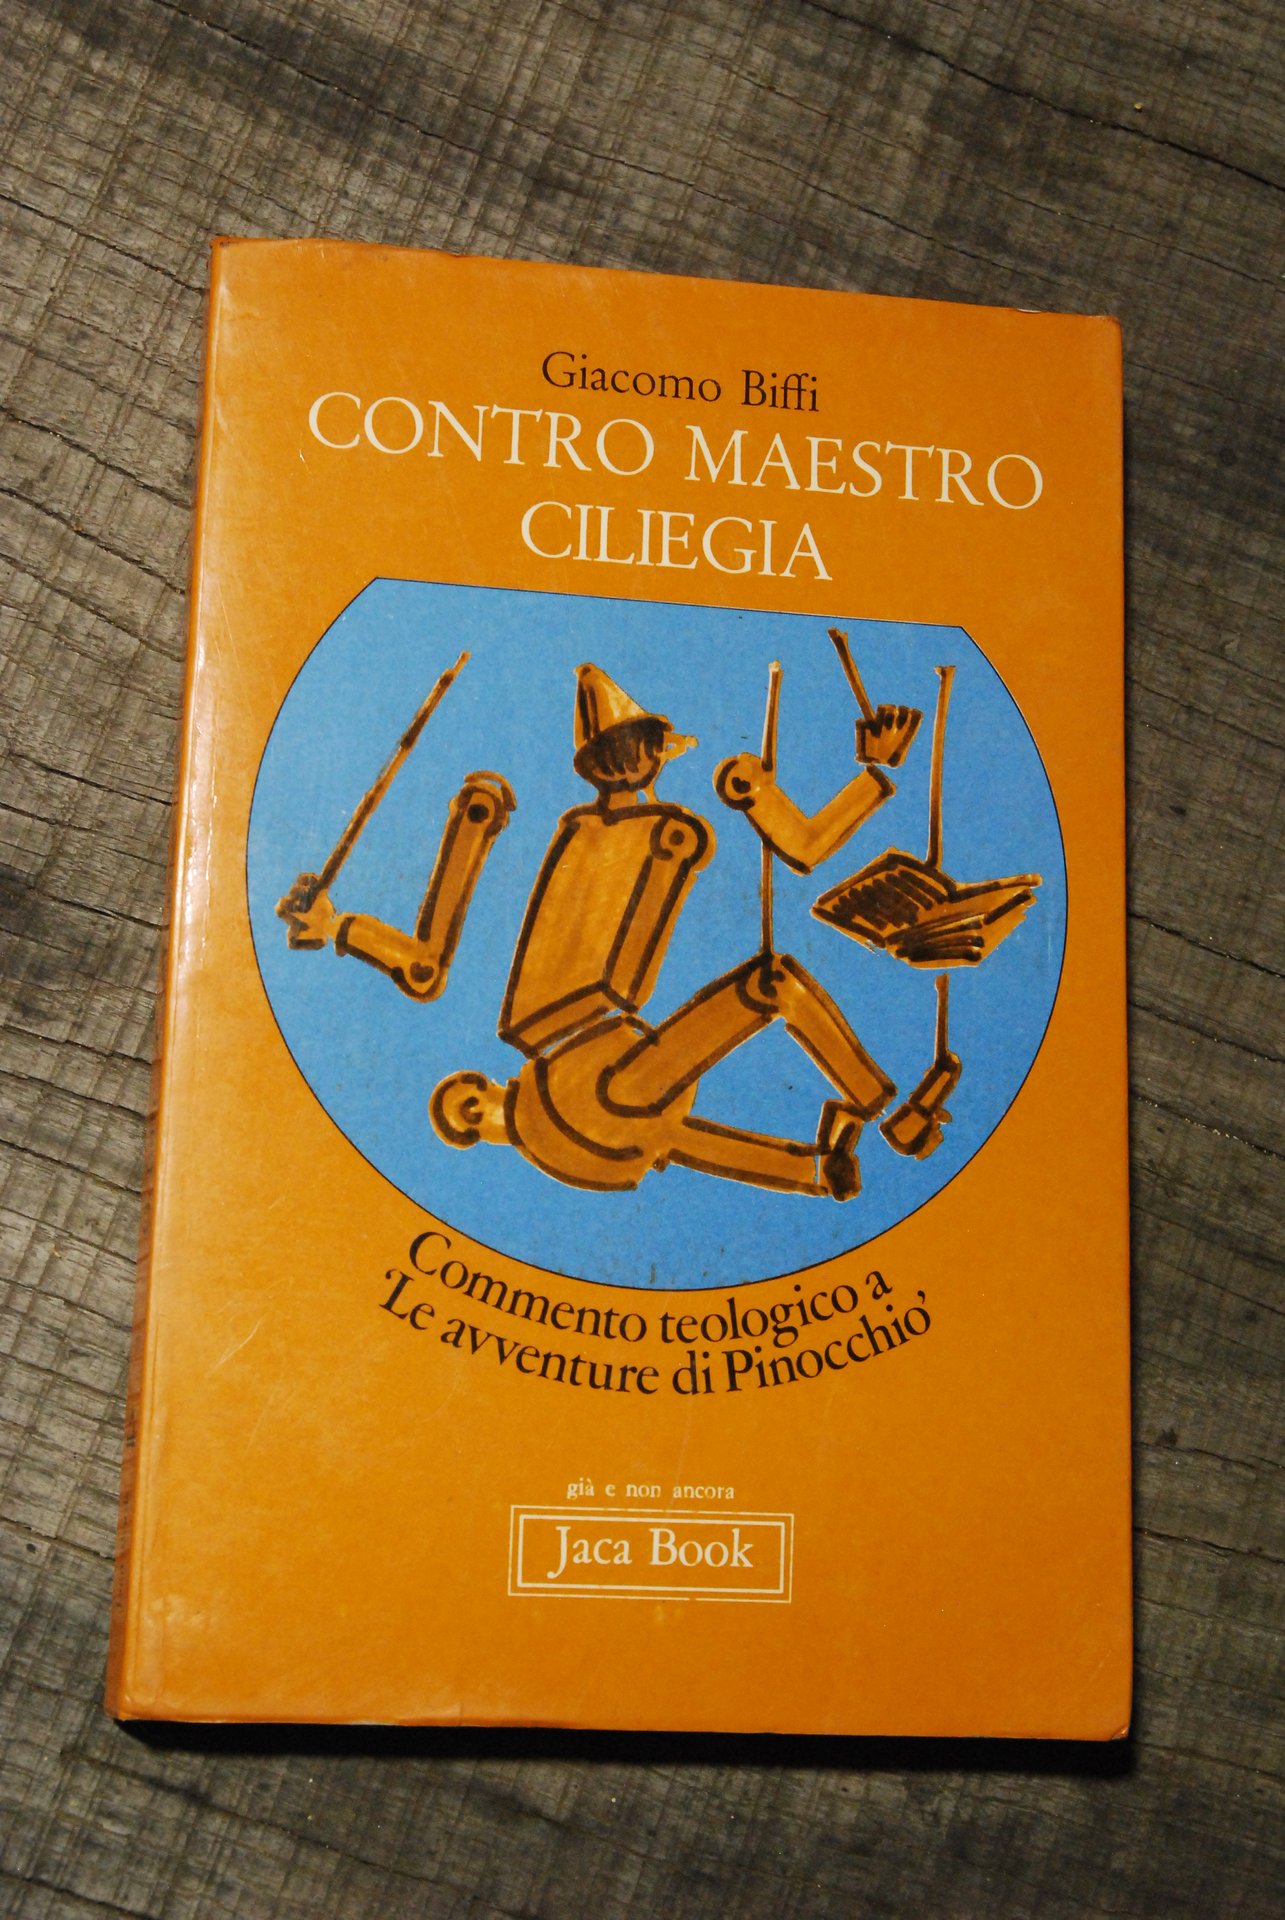 Giacomo Biffi
CONTRO MAESTRO
CILIEGIA
Commento teologico a
'Le avventure di Pinocchio'
già e non ancora
Jaca Book